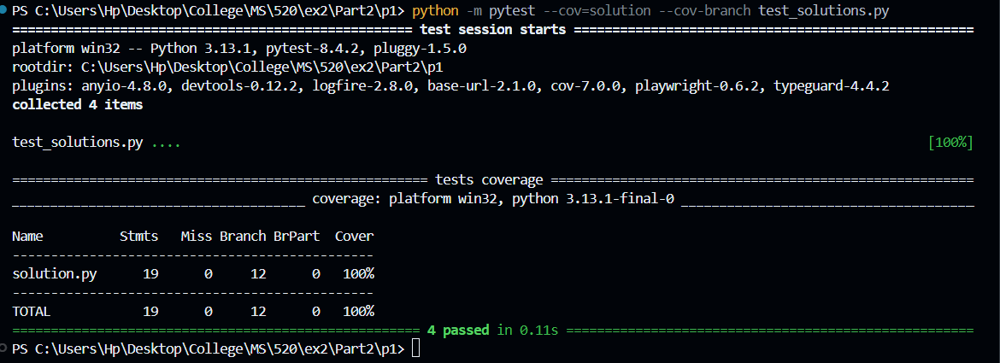 PS C:\Users\Hp\Desktop\College\MS\520\ex2\Part2\p1> python -m pytest --cov=solution --cov-branch test_solutions.py
==================================================== test session starts ====================================================
platform win32 -- Python 3.13.1, pytest-8.4.2, pluggy-1.5.0
rootdir: C:\Users\Hp\Desktop\College\MS\520\ex2\Part2\p1
plugins: anyio-4.8.0, devtools-0.12.2, logfire-2.8.0, base-url-2.1.0, cov-7.0.0, playwright-0.6.2, typeguard-4.4.2
collected 4 items
test_solutions.py .... [100%]
====================================================== tests coverage =======================================================
______________________________________ coverage: platform win32, python 3.13.1-final-0 ______________________________________
Name Stmts Miss Branch BrPart Cover
-----------------------------------------------
solution.py 19 0 12 0 100%
-----------------------------------------------
TOTAL 19 0 12 0 100%
===================================================== 4 passed in 0.11s =====================================================
PS C:\Users\Hp\Desktop\College\MS\520\ex2\Part2\p1>